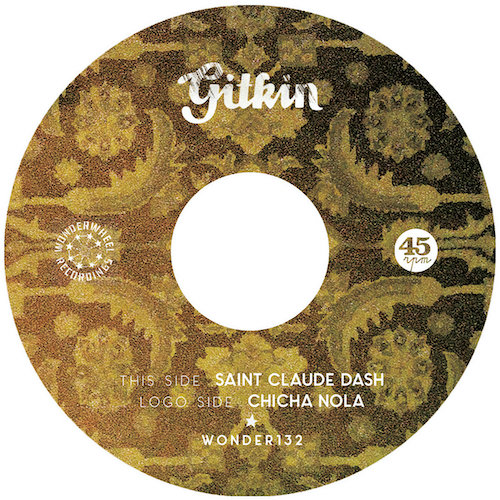 Gitkin
WONDERWHEEL
RECORDINGS
45
rpm
THIS SIDE SAINT CLAUDE DASH
LOGO SIDE CHICHA NOLA
WONDER132